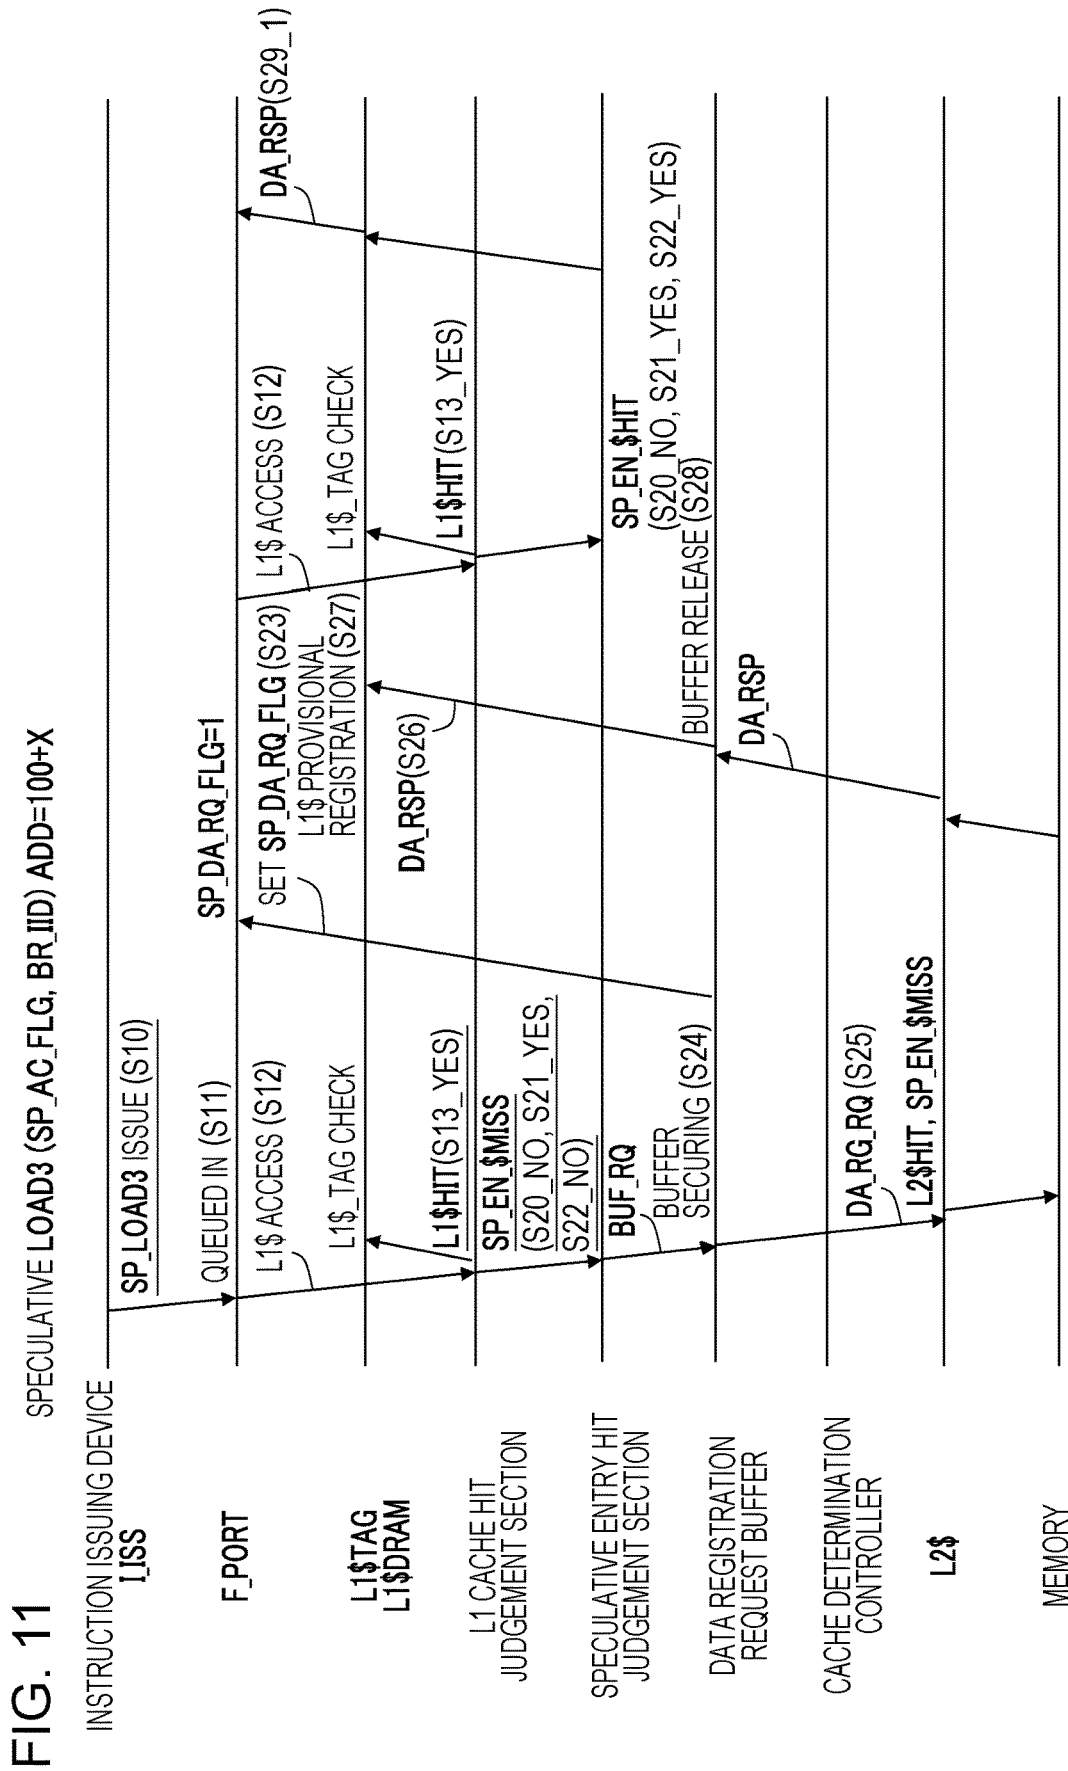 FIG. 11
SPECULATIVE LOAD3 (SP_AC_FLG, BR_IID) ADD=100+X
INSTRUCTION ISSUING DEVICE
I_ISS
SP_LOAD3 ISSUE (S10)
F_PORT
QUEUED IN (S11)
SP_DA_RQ_FLG=1
L1$ ACCESS (S12)
SET SP_DA_RQ_FLG (S23)
L1$ PROVISIONAL
REGISTRATION (S27)
L1$ ACCESS (S12)
DA_RSP(S29_1)
L1$TAG
L1$DRAM
L1$_TAG CHECK
L1$_TAG CHECK
L1$HIT(S13_YES)
DA_RSP(S26)
L1$HIT(S13_YES)
L1 CACHE HIT
JUDGEMENT SECTION
SP_EN_$MISS
(S20_NO, S21_YES,
S22_NO)
SPECULATIVE ENTRY HIT
JUDGEMENT SECTION
BUF_RQ
BUFFER
SECURING (S24)
SP_EN_$HIT
(S20_NO, S21_YES, S22_YES)
BUFFER RELEASE (S28)
DATA REGISTRATION
REQUEST BUFFER
DA_RSP
CACHE DETERMINATION
CONTROLLER
DA_RG_RQ (S25)
L2$HIT, SP_EN_$MISS
L2$
MEMORY